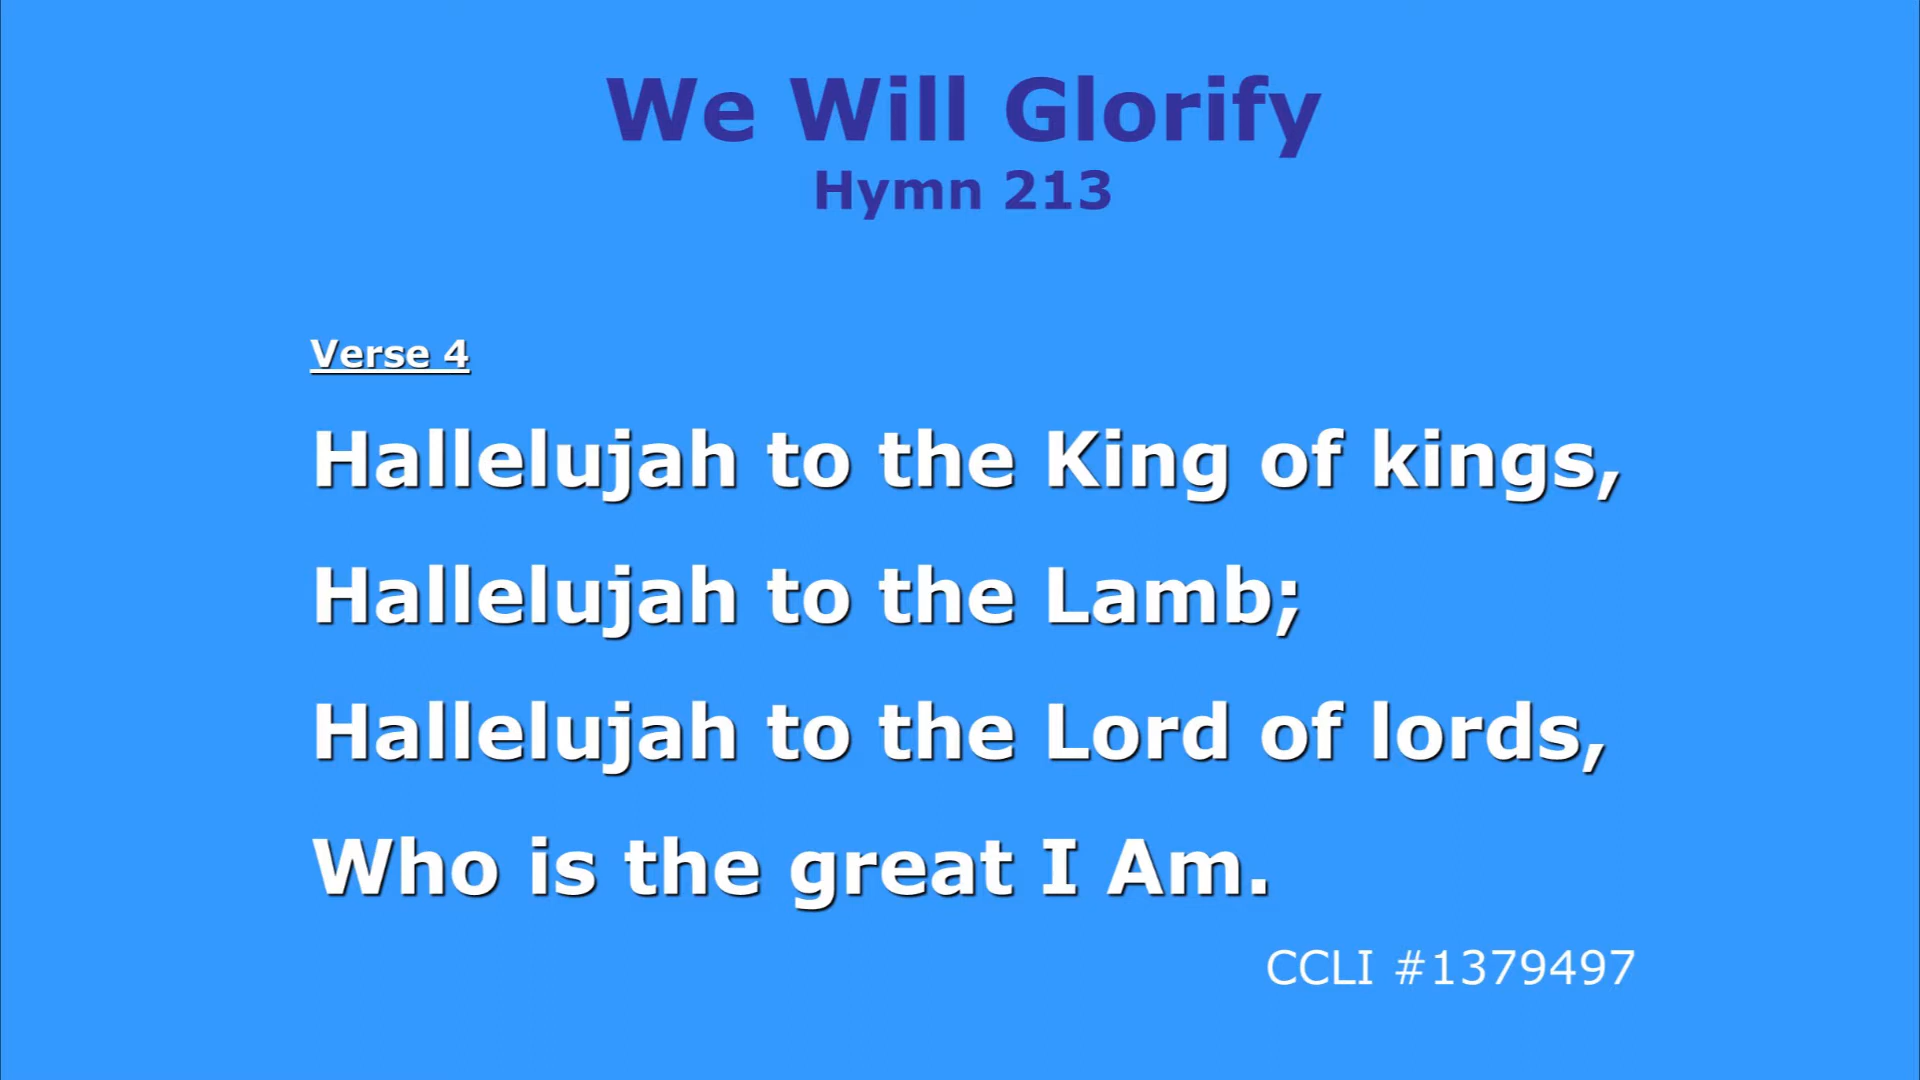 We Will Glorify
Hymn 213
Verse 4
Hallelujah to the King of kings,
Hallelujah to the Lamb;
Hallelujah to the Lord of lords,
Who is the great I Am.
CCLI #1379497